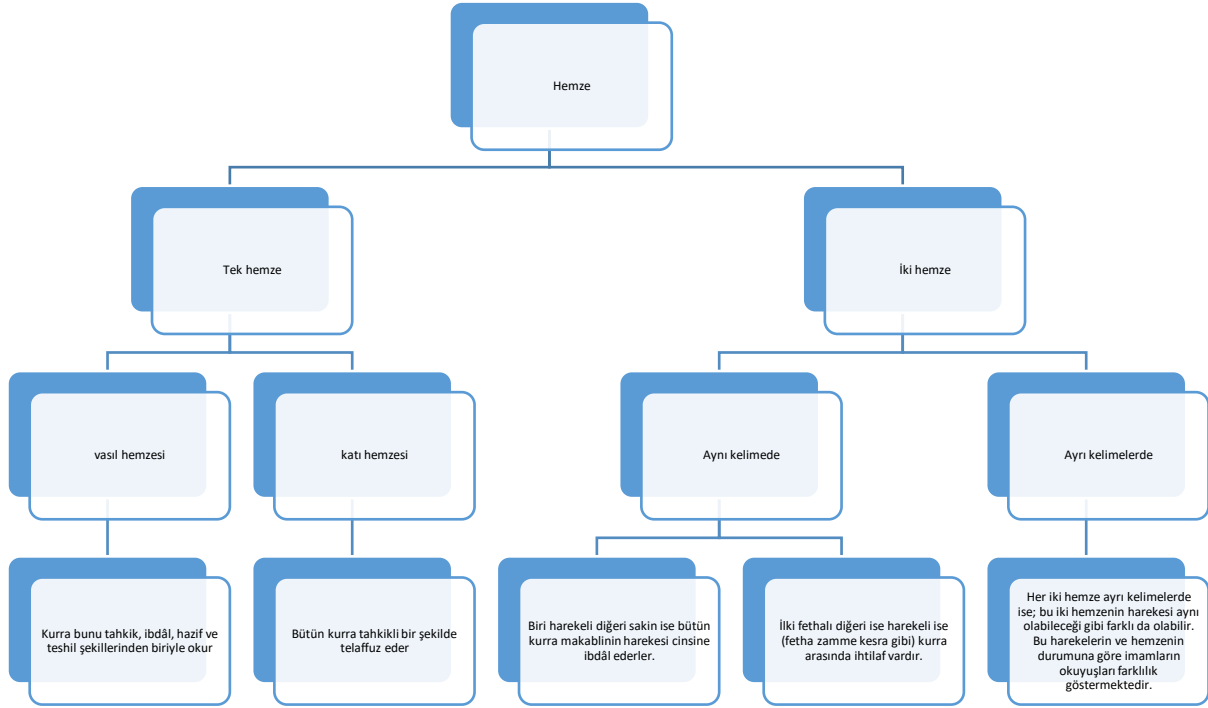 Hemze
Tek hemze
İki hemze
vasıl hemzesi
katı hemzesi
Aynı kelimede
Ayrı kelimelerde
Kurra bunu tahkik, ibdâl, hazif ve
teshil şekillerinden biriyle okur
Bütün kurra tahkikli bir şekilde
telaffuz eder
Biri harekeli diğeri sakin ise bütün
kurra makablinin harekesi cinsine
ibdâl ederler.
İlki fethalı diğeri ise harekeli ise
(fetha zamme kesra gibi) kurra
arasında ihtilaf vardır.
Her iki hemze ayrı kelimelerde
ise; bu iki hemzenin harekesi aynı
olabileceği gibi farklı da olabilir.
Bu harekelerin ve hemzenin
durumuna göre imamların
okuyuşları farklılık
göstermektedir.